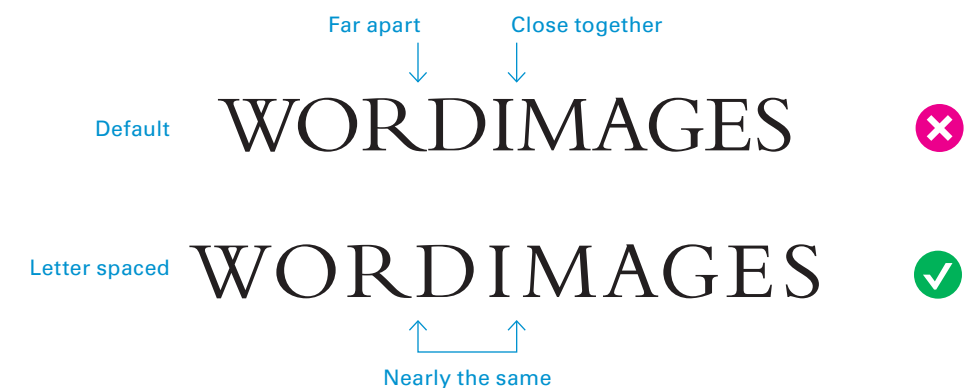 Far apart Close together
Default WORDIMAGES
Letter spaced WORDIMAGES
Nearly the same